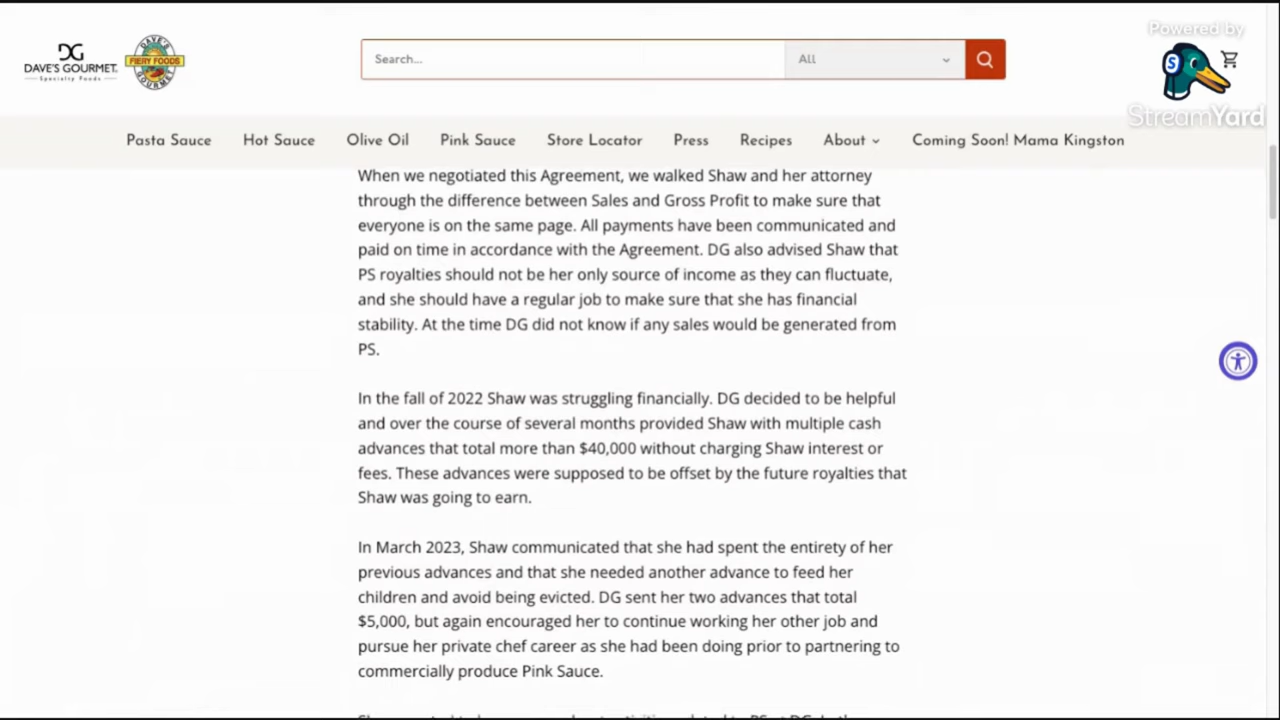 Powered by
StreamYard
DG
DAVE'S GOURMET
Specialty Foods
DAVE'S
FIERY FOODS
GOURMET
Search...
All
Pasta Sauce
Hot Sauce
Olive Oil
Pink Sauce
Store Locator
Press
Recipes
About
Coming Soon! Mama Kingston
When we negotiated this Agreement, we walked Shaw and her attorney
through the difference between Sales and Gross Profit to make sure that
everyone is on the same page. All payments have been communicated and
paid on time in accordance with the Agreement. DG also advised Shaw that
PS royalties should not be her only source of income as they can fluctuate,
and she should have a regular job to make sure that she has financial
stability. At the time DG did not know if any sales would be generated from
PS.
In the fall of 2022 Shaw was struggling financially. DG decided to be helpful
and over the course of several months provided Shaw with multiple cash
advances that total more than $40,000 without charging Shaw interest or
fees. These advances were supposed to be offset by the future royalties that
Shaw was going to earn.
In March 2023, Shaw communicated that she had spent the entirety of her
previous advances and that she needed another advance to feed her
children and avoid being evicted. DG sent her two advances that total
$5,000, but again encouraged her to continue working her other job and
pursue her private chef career as she had been doing prior to partnering to
commercially produce Pink Sauce.